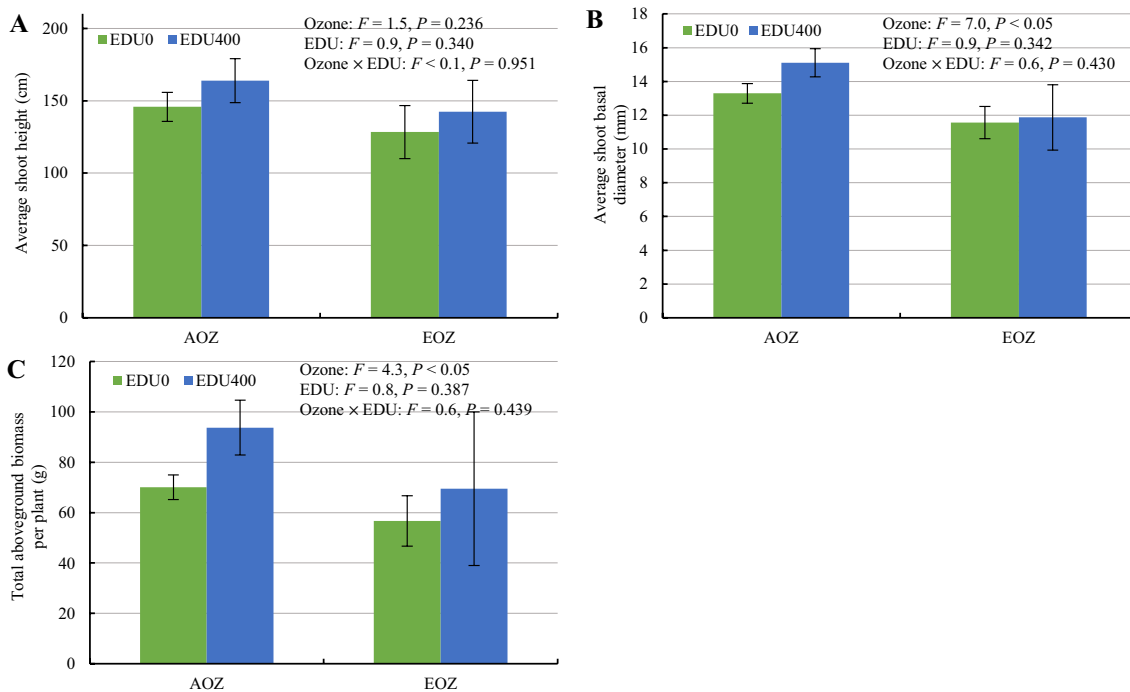 A
Ozone: F = 1.5, P = 0.236
EDU: F = 0.9, P = 0.340
Ozone × EDU: F < 0.1, P = 0.951
EDU0 EDU400
Average shoot height (cm)
200
150
100
50
0
AOZ EOZ
B
Ozone: F = 7.0, P < 0.05
EDU: F = 0.9, P = 0.342
Ozone × EDU: F = 0.6, P = 0.430
EDU0 EDU400
Average shoot basal
diameter (mm)
18
16
14
12
10
8
6
4
2
0
AOZ EOZ
C
Ozone: F = 4.3, P < 0.05
EDU: F = 0.8, P = 0.387
Ozone × EDU: F = 0.6, P = 0.439
EDU0 EDU400
Total aboveground biomass
per plant (g)
120
100
80
60
40
20
0
AOZ EOZ